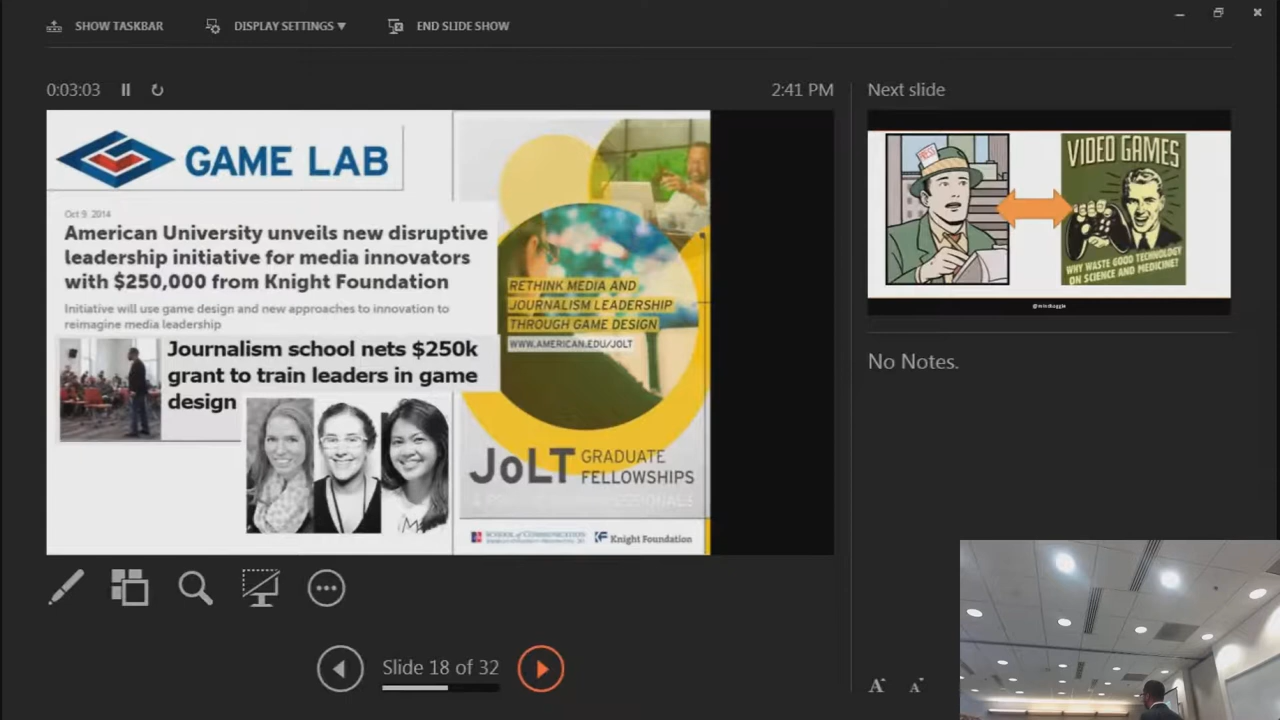 SHOW TASKBAR
DISPLAY SETTINGS
END SLIDE SHOW
0:03:03
2:41 PM
Next slide
GAME LAB
Oct 9, 2014
American University unveils new disruptive
leadership initiative for media innovators
with $250,000 from Knight Foundation
Initiative will use game design and new approaches to innovation to
reimagine media leadership
Journalism school nets $250k
grant to train leaders in game
design
RETHINK MEDIA AND
JOURNALISM LEADERSHIP
THROUGH GAME DESIGN
WWW.AMERICAN.EDU/JOLT
JoLT GRADUATE
FELLOWSHIPS
SCHOOL of COMMUNICATION
Knight Foundation
PRESS
VIDEO GAMES
WHY WASTE GOOD TECHNOLOGY
ON SCIENCE AND MEDICINE?
No Notes.
Slide 18 of 32
A A